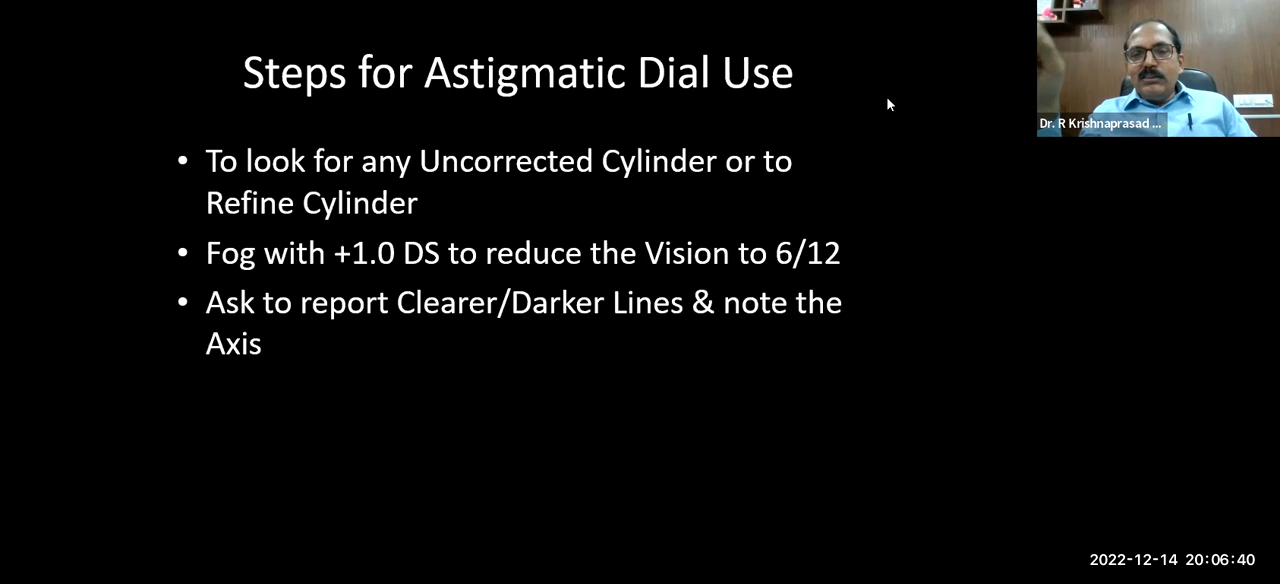 Steps for Astigmatic Dial Use
Dr. R Krishnaprasad ...
• To look for any Uncorrected Cylinder or to
Refine Cylinder
• Fog with +1.0 DS to reduce the Vision to 6/12
• Ask to report Clearer/Darker Lines & note the
Axis
2022-12-14 20:06:40